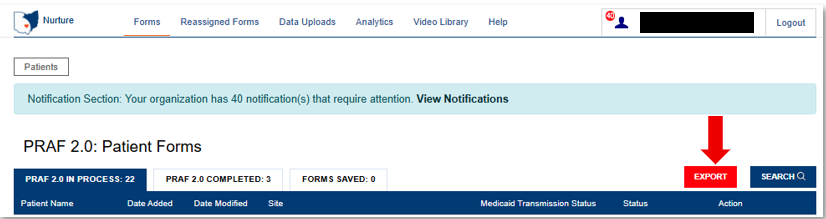 Nurture Forms Reassigned Forms Data Uploads Analytics Video Library Help 40 Logout
Patients
Notification Section: Your organization has 40 notification(s) that require attention. View Notifications
PRAF 2.0: Patient Forms
PRAF 2.0 IN PROCESS: 22 PRAF 2.0 COMPLETED: 3 FORMS SAVED: 0 EXPORT SEARCH
Patient Name Date Added Date Modified Site Medicaid Transmission Status Status Action